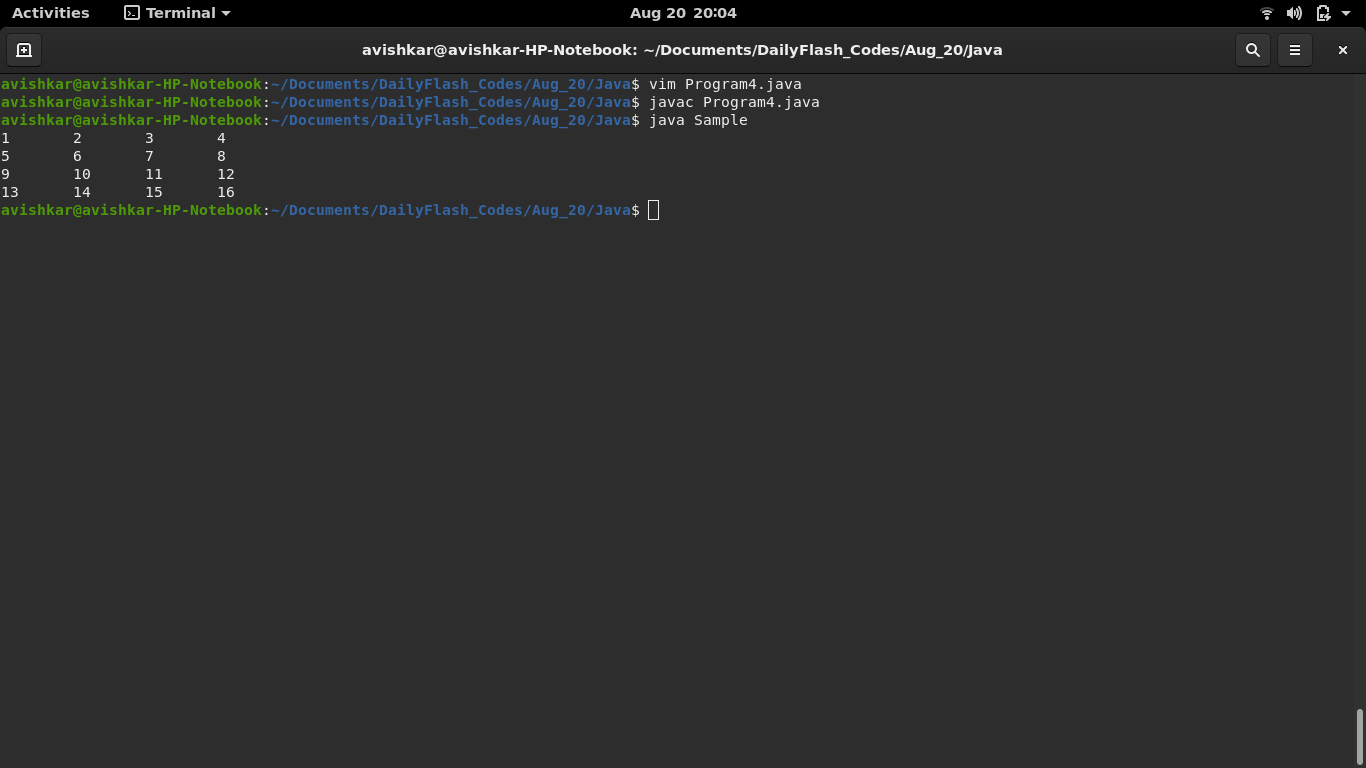 Activities Terminal Aug 20 20:04
avishkar@avishkar-HP-Notebook: ~/Documents/DailyFlash_Codes/Aug_20/Java
avishkar@avishkar-HP-Notebook:~/Documents/DailyFlash_Codes/Aug_20/Java$ vim Program4.java
avishkar@avishkar-HP-Notebook:~/Documents/DailyFlash_Codes/Aug_20/Java$ javac Program4.java
avishkar@avishkar-HP-Notebook:~/Documents/DailyFlash_Codes/Aug_20/Java$ java Sample
1 2 3 4
5 6 7 8
9 10 11 12
13 14 15 16
avishkar@avishkar-HP-Notebook:~/Documents/DailyFlash_Codes/Aug_20/Java$